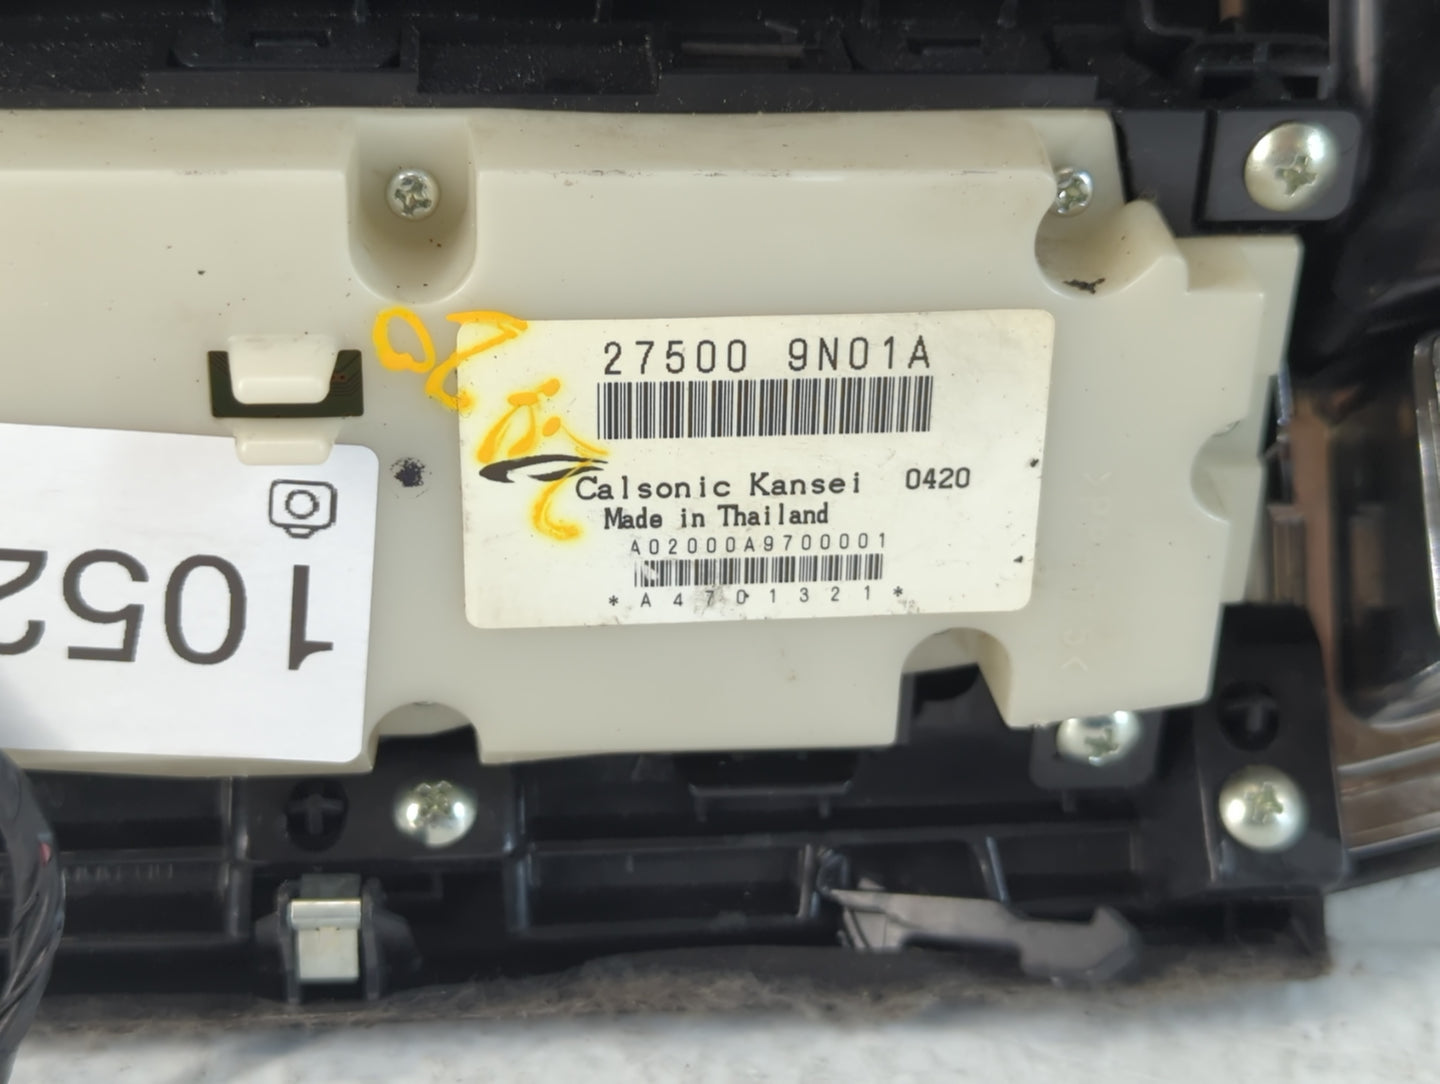 27500 9N01A
Calsonic Kansei 0420
Made in Thailand
A02000A9700001
*A4701321*
1052